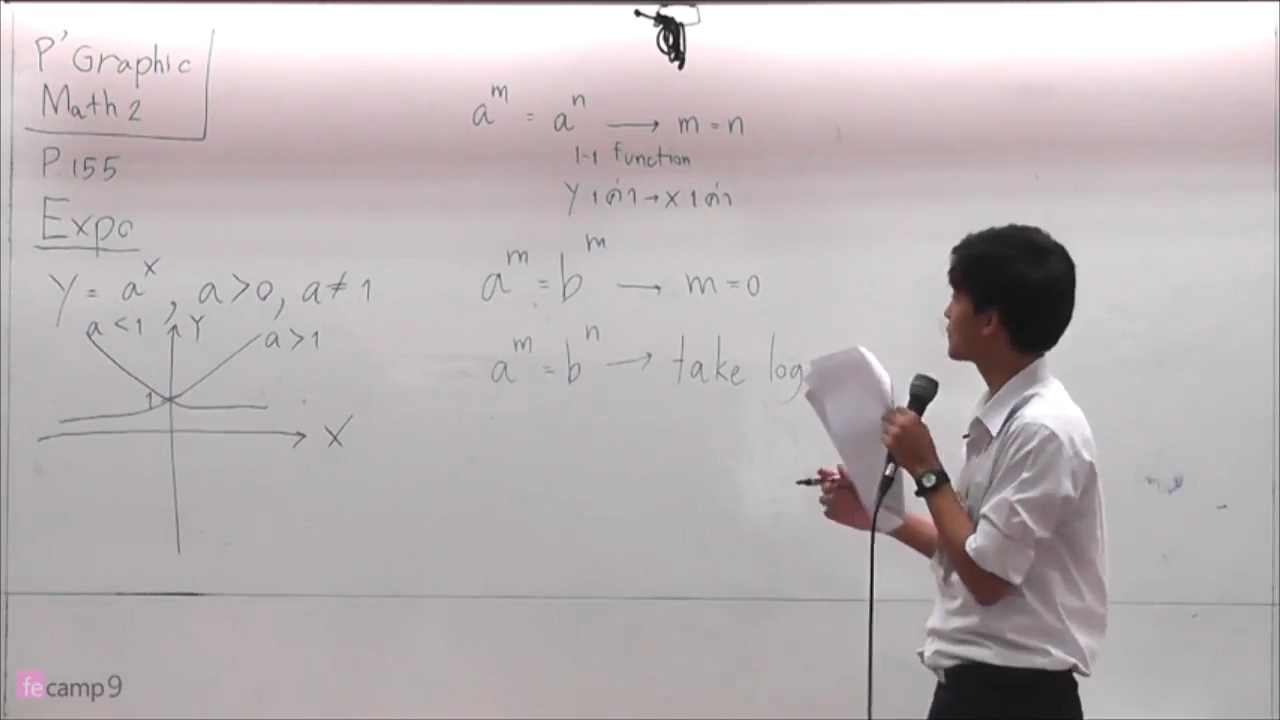 P'Graphic
Math 2
P.155
Expo
Y = a^x , a > 0, a ≠ 1
a < 1
Y
a > 1
1
X
a^m = a^n → m = n
1-1 function
Y 1 ค่า → X 1 ค่า
a^m = b^m → m = 0
a^m = b^n → take log
fecamp9